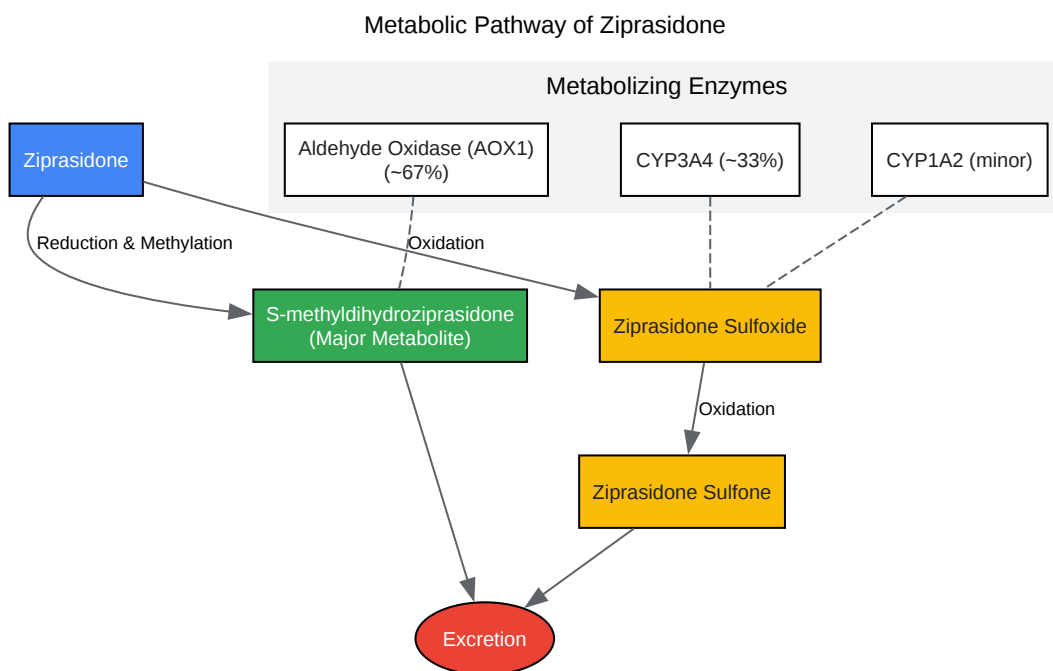 Metabolic Pathway of Ziprasidone
Metabolizing Enzymes
Ziprasidone
Aldehyde Oxidase (AOX1)
(~67%)
CYP3A4 (~33%)
CYP1A2 (minor)
Reduction & Methylation
Oxidation
S-methyldihydroziprasidone
(Major Metabolite)
Ziprasidone Sulfoxide
Oxidation
Ziprasidone Sulfone
Excretion